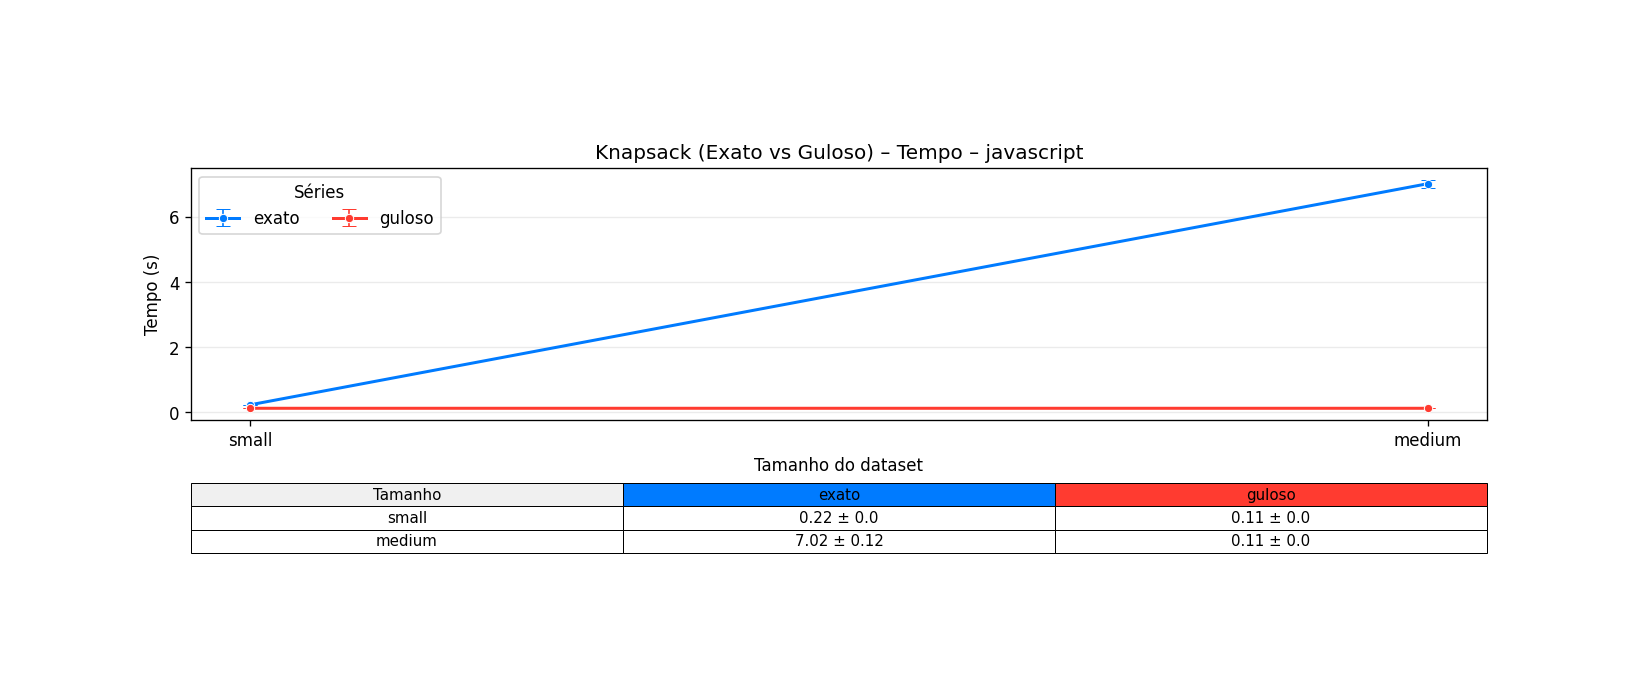 Knapsack (Exato vs Guloso) – Tempo – javascript
Séries
exato guloso
Tempo (s)
6
4
2
0
small medium
Tamanho do dataset
Tamanho exato guloso
small 0.22 ± 0.0 0.11 ± 0.0
medium 7.02 ± 0.12 0.11 ± 0.0